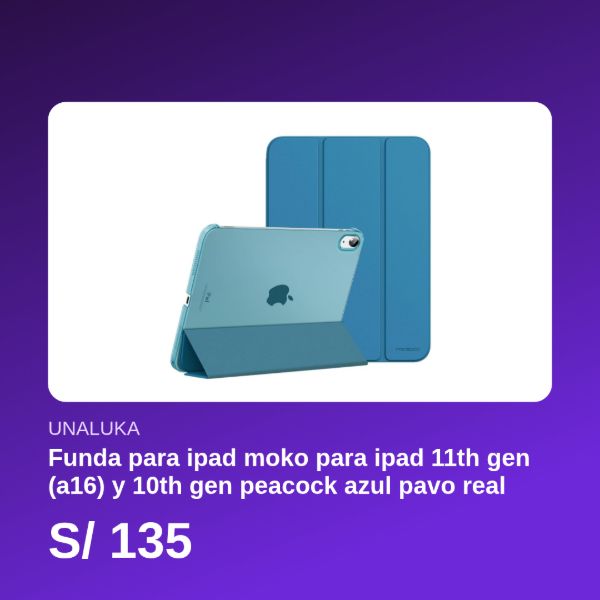 UNALUKA
Funda para ipad moko para ipad 11th gen
(a16) y 10th gen peacock azul pavo real
S/ 135